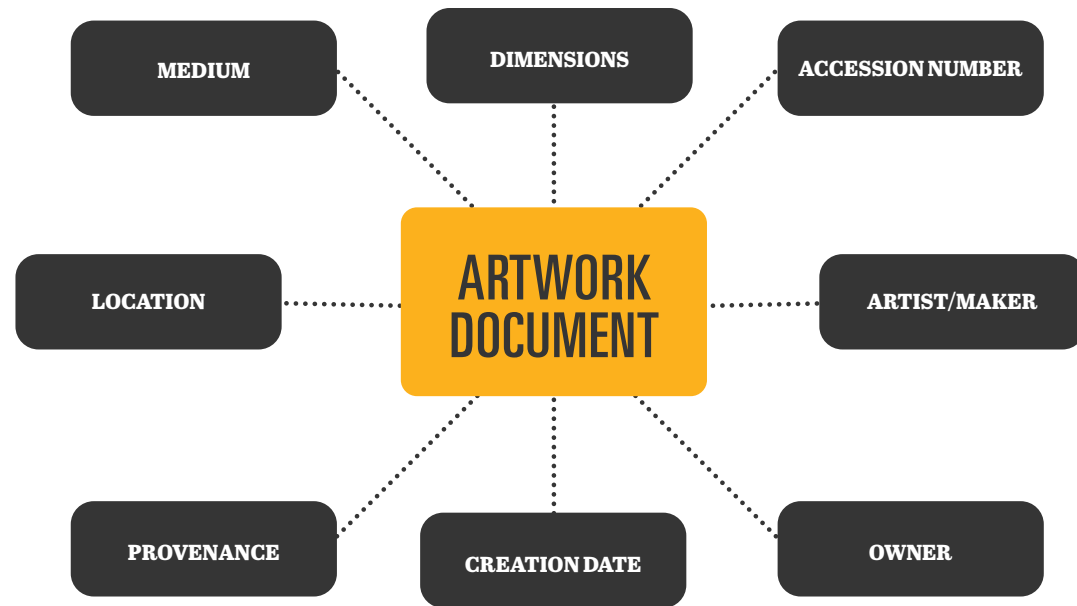 MEDIUM
DIMENSIONS
ACCESSION NUMBER
ARTWORK
DOCUMENT
LOCATION
ARTIST/MAKER
PROVENANCE
CREATION DATE
OWNER